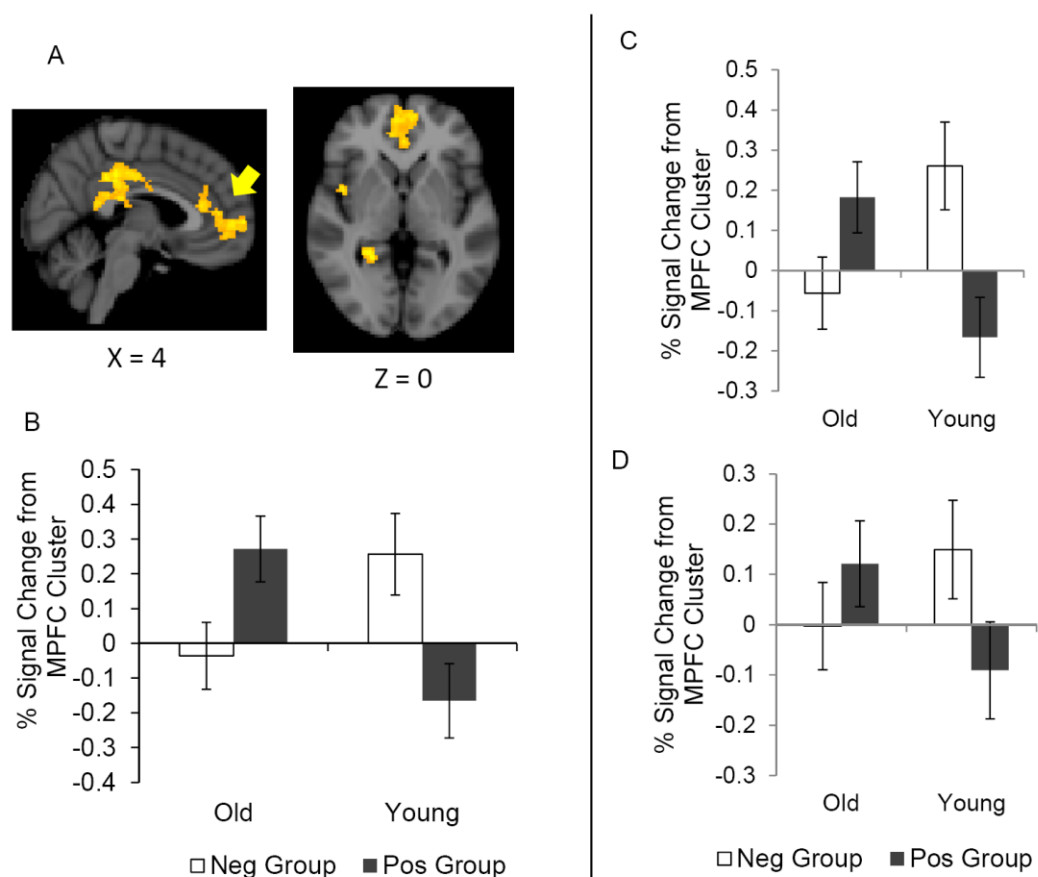 A
X = 4
Z = 0
B
% Signal Change from
MPFC Cluster
0.5
0.4
0.3
0.2
0.1
0
-0.1
-0.2
-0.3
-0.4
Old
Young
Neg Group
Pos Group
C
% Signal Change from
MPFC Cluster
0.5
0.4
0.3
0.2
0.1
0
-0.1
-0.2
-0.3
Old
Young
D
% Signal Change from
MPFC Cluster
0.3
0.2
0.1
0
-0.1
-0.2
-0.3
Old
Young
Neg Group
Pos Group